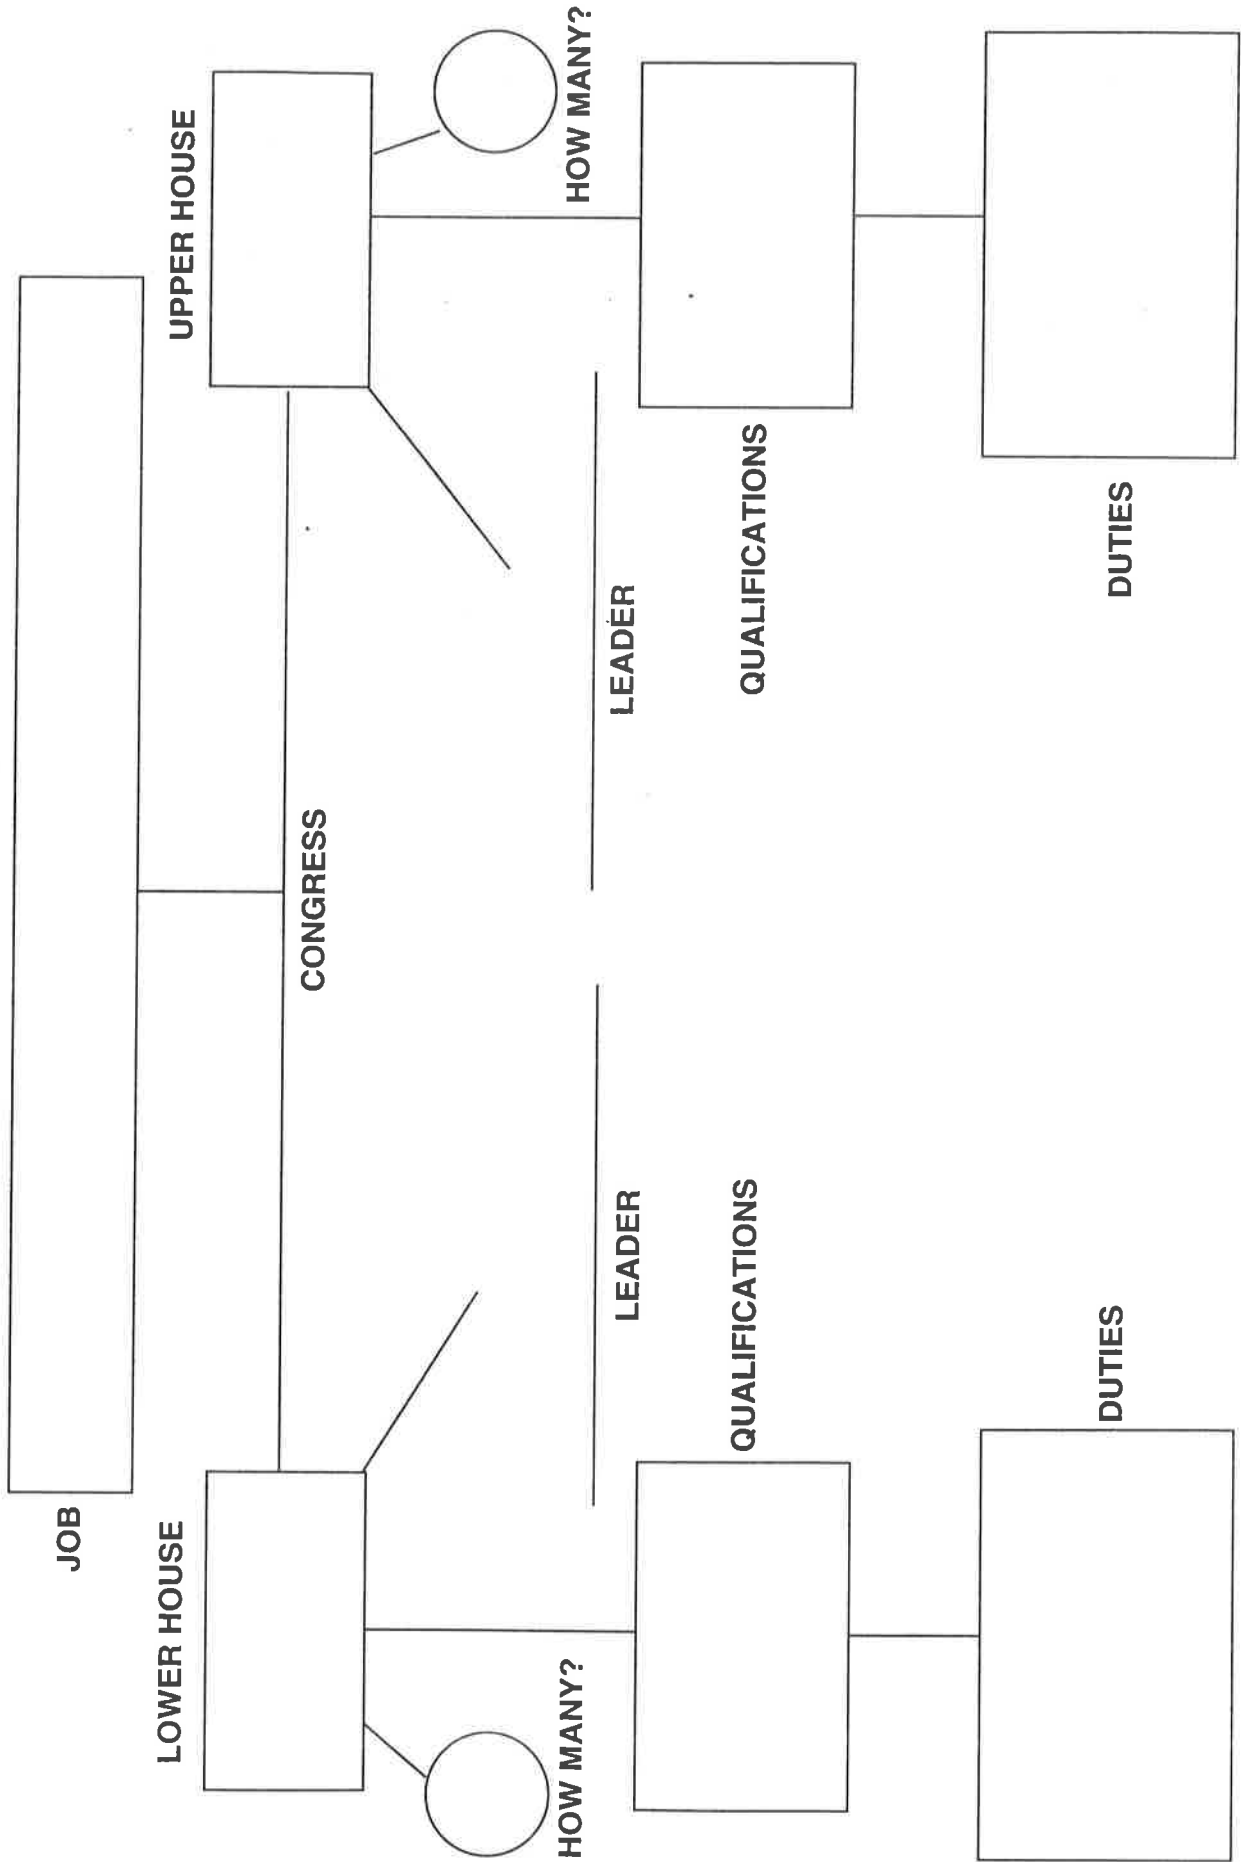 JOB
LOWER HOUSE
UPPER HOUSE
CONGRESS
HOW MANY?
HOW MANY?
LEADER
LEADER
QUALIFICATIONS
QUALIFICATIONS
DUTIES
DUTIES